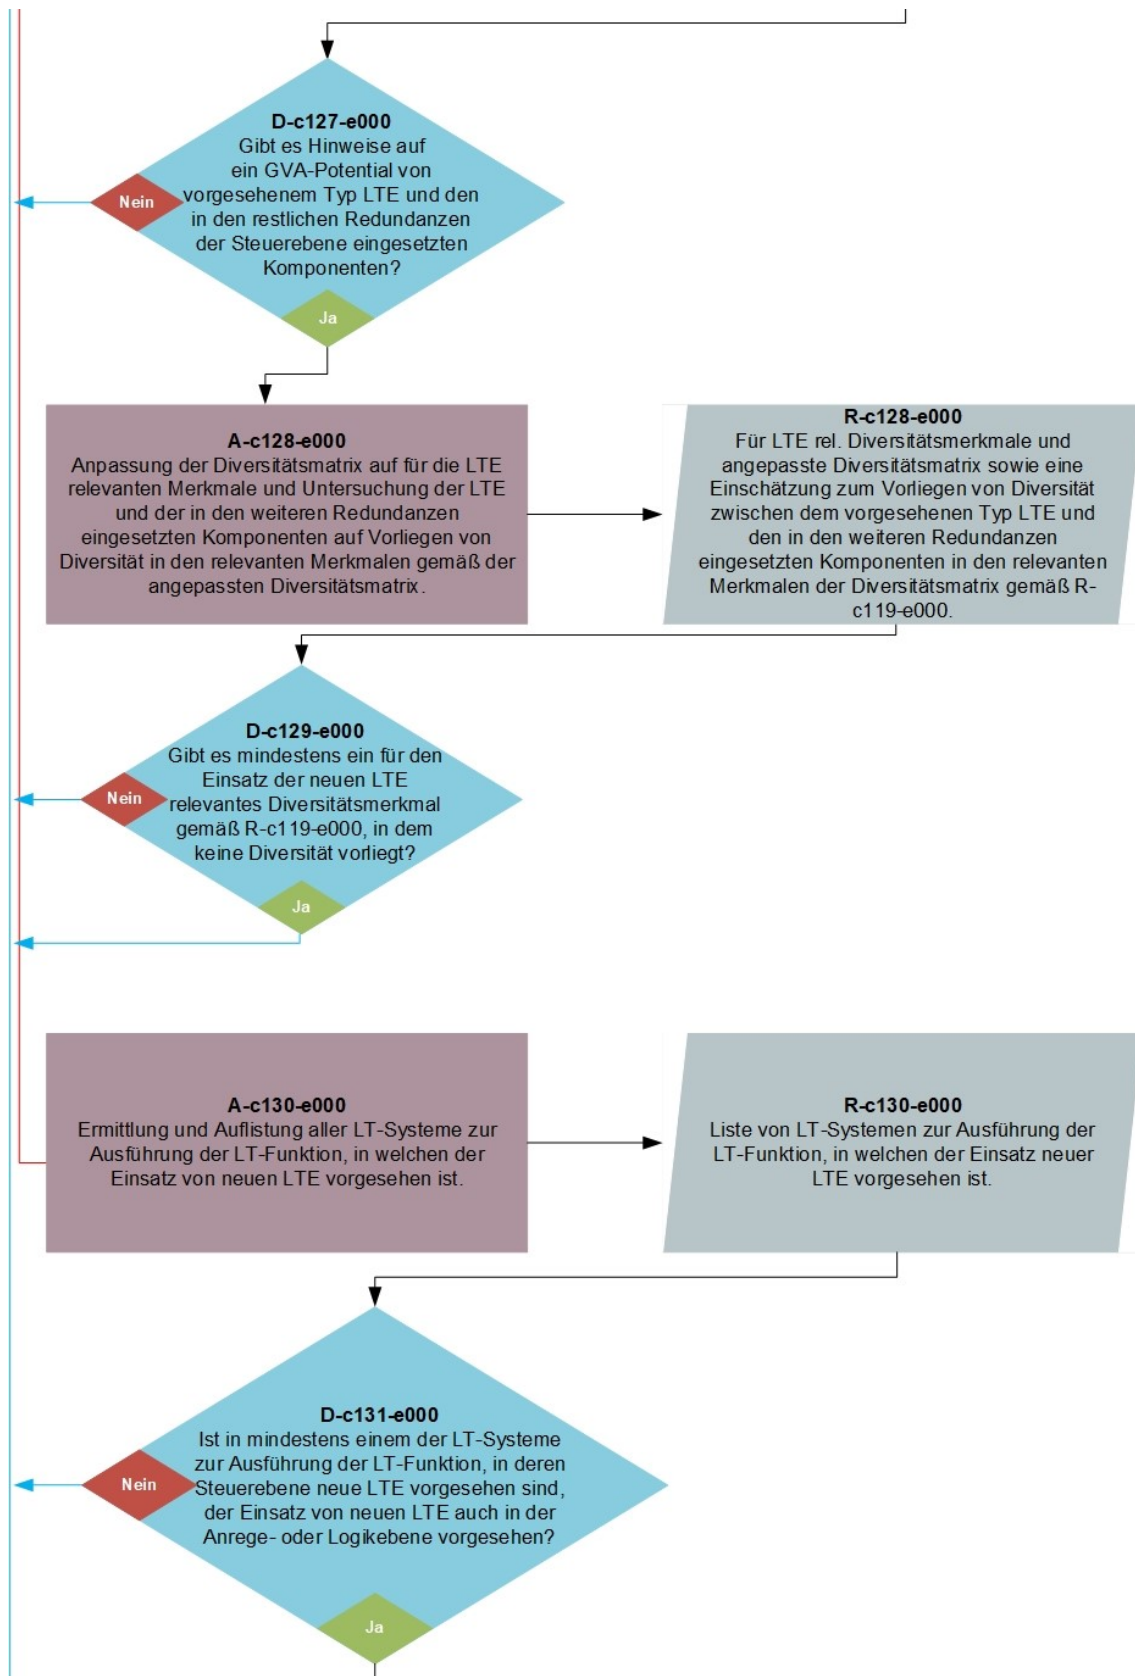 D-c127-e000
Gibt es Hinweise auf
ein GVA-Potential von
vorgesehenem Typ LTE und den
in den restlichen Redundanzen
der Steuerebene eingesetzten
Komponenten?
Nein
Ja
A-c128-e000
Anpassung der Diversitätsmatrix auf für die LTE
relevanten Merkmale und Untersuchung der LTE
und der in den weiteren Redundanzen
eingesetzten Komponenten auf Vorliegen von
Diversität in den relevanten Merkmalen gemäß der
angepassten Diversitätsmatrix.
R-c128-e000
Für LTE rel. Diversitätsmerkmale und
angepasste Diversitätsmatrix sowie eine
Einschätzung zum Vorliegen von Diversität
zwischen dem vorgesehenen Typ LTE und
den in den weiteren Redundanzen
eingesetzten Komponenten in den relevanten
Merkmalen der Diversitätsmatrix gemäß R-
c119-e000.
D-c129-e000
Gibt es mindestens ein für den
Einsatz der neuen LTE
relevantes Diversitätsmerkmal
gemäß R-c119-e000, in dem
keine Diversität vorliegt?
Nein
Ja
A-c130-e000
Ermittlung und Auflistung aller LT-Systeme zur
Ausführung der LT-Funktion, in welchen der
Einsatz von neuen LTE vorgesehen ist.
R-c130-e000
Liste von LT-Systemen zur Ausführung der
LT-Funktion, in welchen der Einsatz neuer
LTE vorgesehen ist.
D-c131-e000
Ist in mindestens einem der LT-Systeme
zur Ausführung der LT-Funktion, in deren
Steuerebene neue LTE vorgesehen sind,
der Einsatz von neuen LTE auch in der
Anrege- oder Logikebene vorgesehen?
Nein
Ja